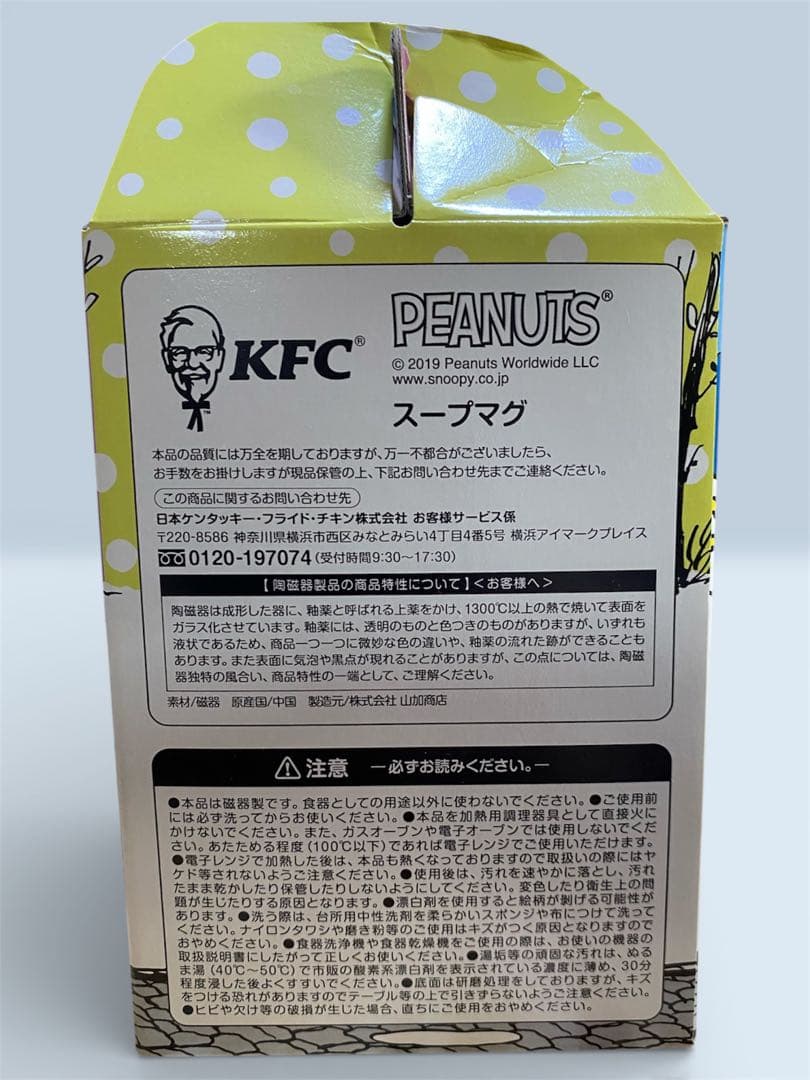 KFC®
TM
PEANUTS®
© 2019 Peanuts Worldwide LLC
www.snoopy.co.jp
スープマグ
本品の品質には万全を期しておりますが、万一不都合がございましたら、
お手数をお掛けしますが現品保管の上、下記お問い合わせ先までご連絡ください。
この商品に関するお問い合わせ先
日本ケンタッキー・フライド・チキン株式会社 お客様サービス係
〒220-8586 神奈川県横浜市西区みなとみらい4丁目4番5号 横浜アイマークプレイス
0120-197074(受付時間9:30~17:30)
【陶磁器製品の商品特性について】<お客様へ>
陶磁器は成形した器に、釉薬と呼ばれる上薬をかけ、1300℃以上の熱で焼いて表面を
ガラス化させています。釉薬には、透明のものと色つきのものがありますが、いずれも
液状であるため、商品一つ一つに微妙な色の違いや、釉薬の流れた跡ができることも
あります。また表面に気泡や黒点が現れることがありますが、この点については、陶磁
器独特の風合い、商品特性の一端として、ご理解ください。
素材/磁器 原産国/中国 製造元/株式会社 山加商店
⚠注意 ―必ずお読みください。―
●本品は磁器製です。食器としての用途以外に使わないでください。●ご使用前
には必ず洗ってからお使いください。●本品を加熱用調理器具として直接火に
かけないでください。また、ガスオーブンや電子オーブンでは使用しないでくだ
さい。あたためる程度(100℃以下)であれば電子レンジでご使用いただけます。
●電子レンジで加熱した後は、本品も熱くなっておりますので取扱いの際にはヤ
ケド等されないようご注意ください。●使用後は、汚れを速やかに落とし、汚れ
たまま乾かしたり保管したりしないようにしてください。変色したり衛生上の問
題が生じたりする原因となります。●漂白剤を使用すると絵柄が剥げる可能性が
あります。●洗う際は、台所用中性洗剤を柔らかいスポンジや布につけて洗って
ください。ナイロンタワシや磨き粉等のご使用はキズがつく原因となりますので
おやめください。●食器洗浄機や食器乾燥機をご使用の際は、お使いの機器の
取扱説明書にしたがって正しくお使いください。●湯垢等の頑固な汚れは、ぬる
ま湯(40℃~50℃)で市販の酸素系漂白剤を表示されている濃度に薄め、30分
程度浸した後よくすすいでください。●底面は研磨処理をしておりますが、キズ
をつける恐れがありますのでテーブル等の上で引きずらないようご注意ください。
●ヒビや欠け等の破損が生じた場合、直ちにご使用をおやめください。